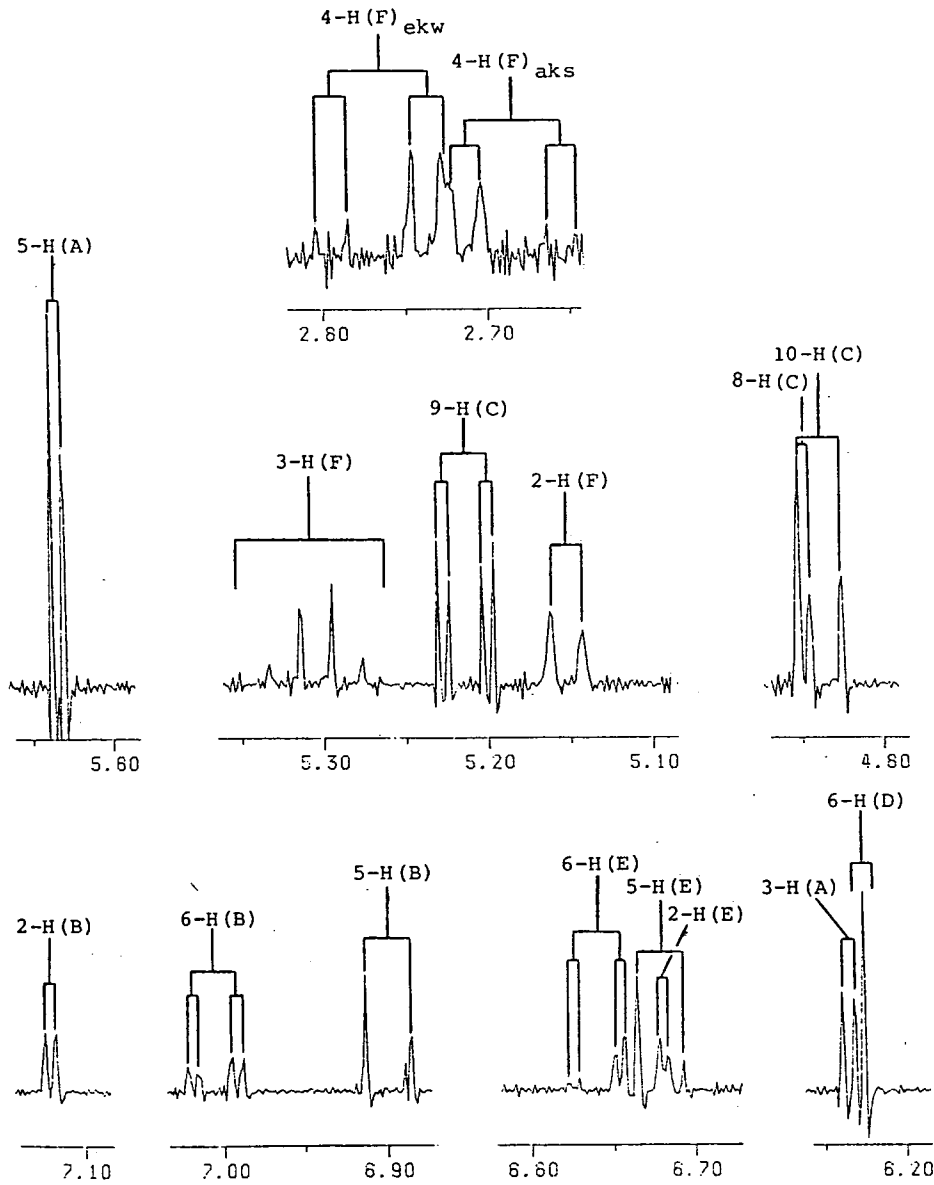 4-H(F)ekw
4-H(F)aks
2.80 2.70
5-H(A)
3-H(F)
9-H(C)
2-H(F)
8-H(C)
10-H(C)
5.60 5.30 5.20 5.10 4.80
2-H(B)
6-H(B)
5-H(B)
6-H(E)
5-H(E)
2-H(E)
3-H(A)
6-H(D)
7.10 7.00 6.90 6.60 6.70 6.20